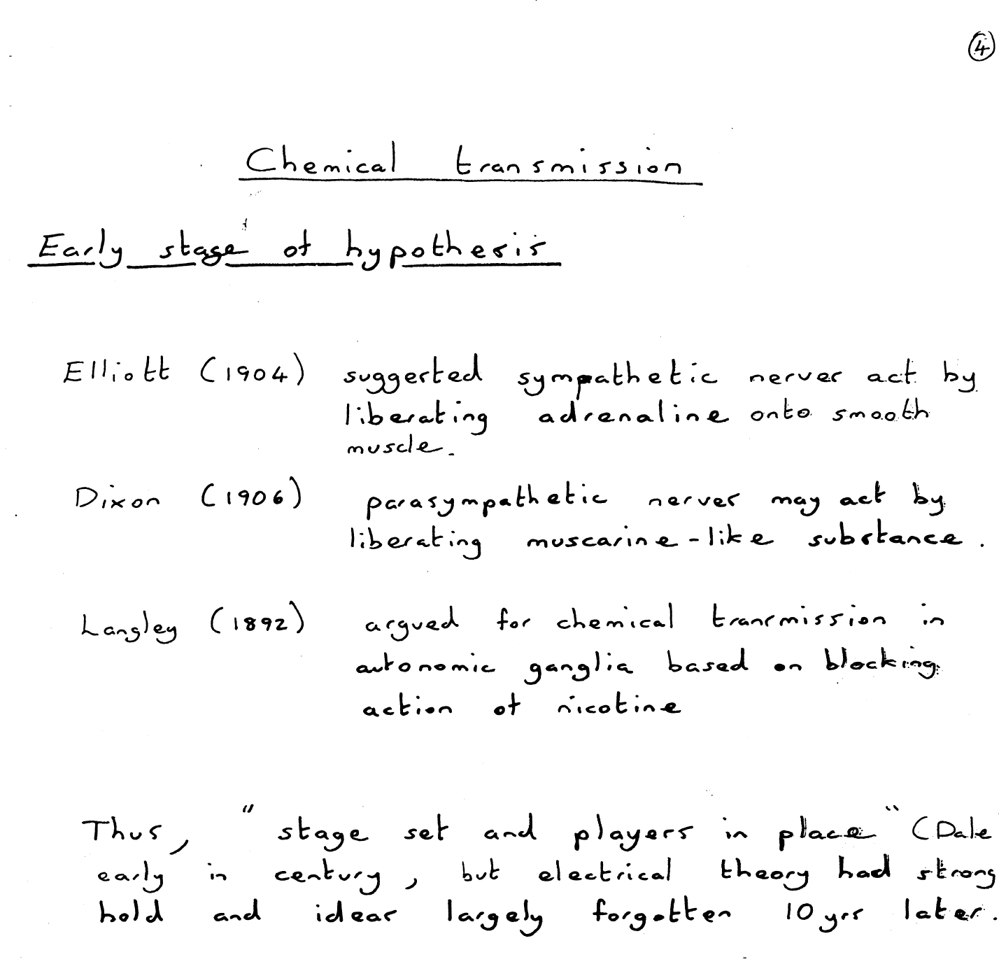 4
Chemical transmission
Early stage of hypothesis
Elliott (1904) suggested sympathetic nerves act by
liberating adrenaline onto smooth
muscle.
Dixon (1906) parasympathetic nerves may act by
liberating muscarine-like substance.
Langley (1892) argued for chemical transmission in
autonomic ganglia based on blocking
action of nicotine
Thus, "stage set and players in place" (Dale
early in century, but electrical theory had strong
hold and ideas largely forgotten 10 yrs later.